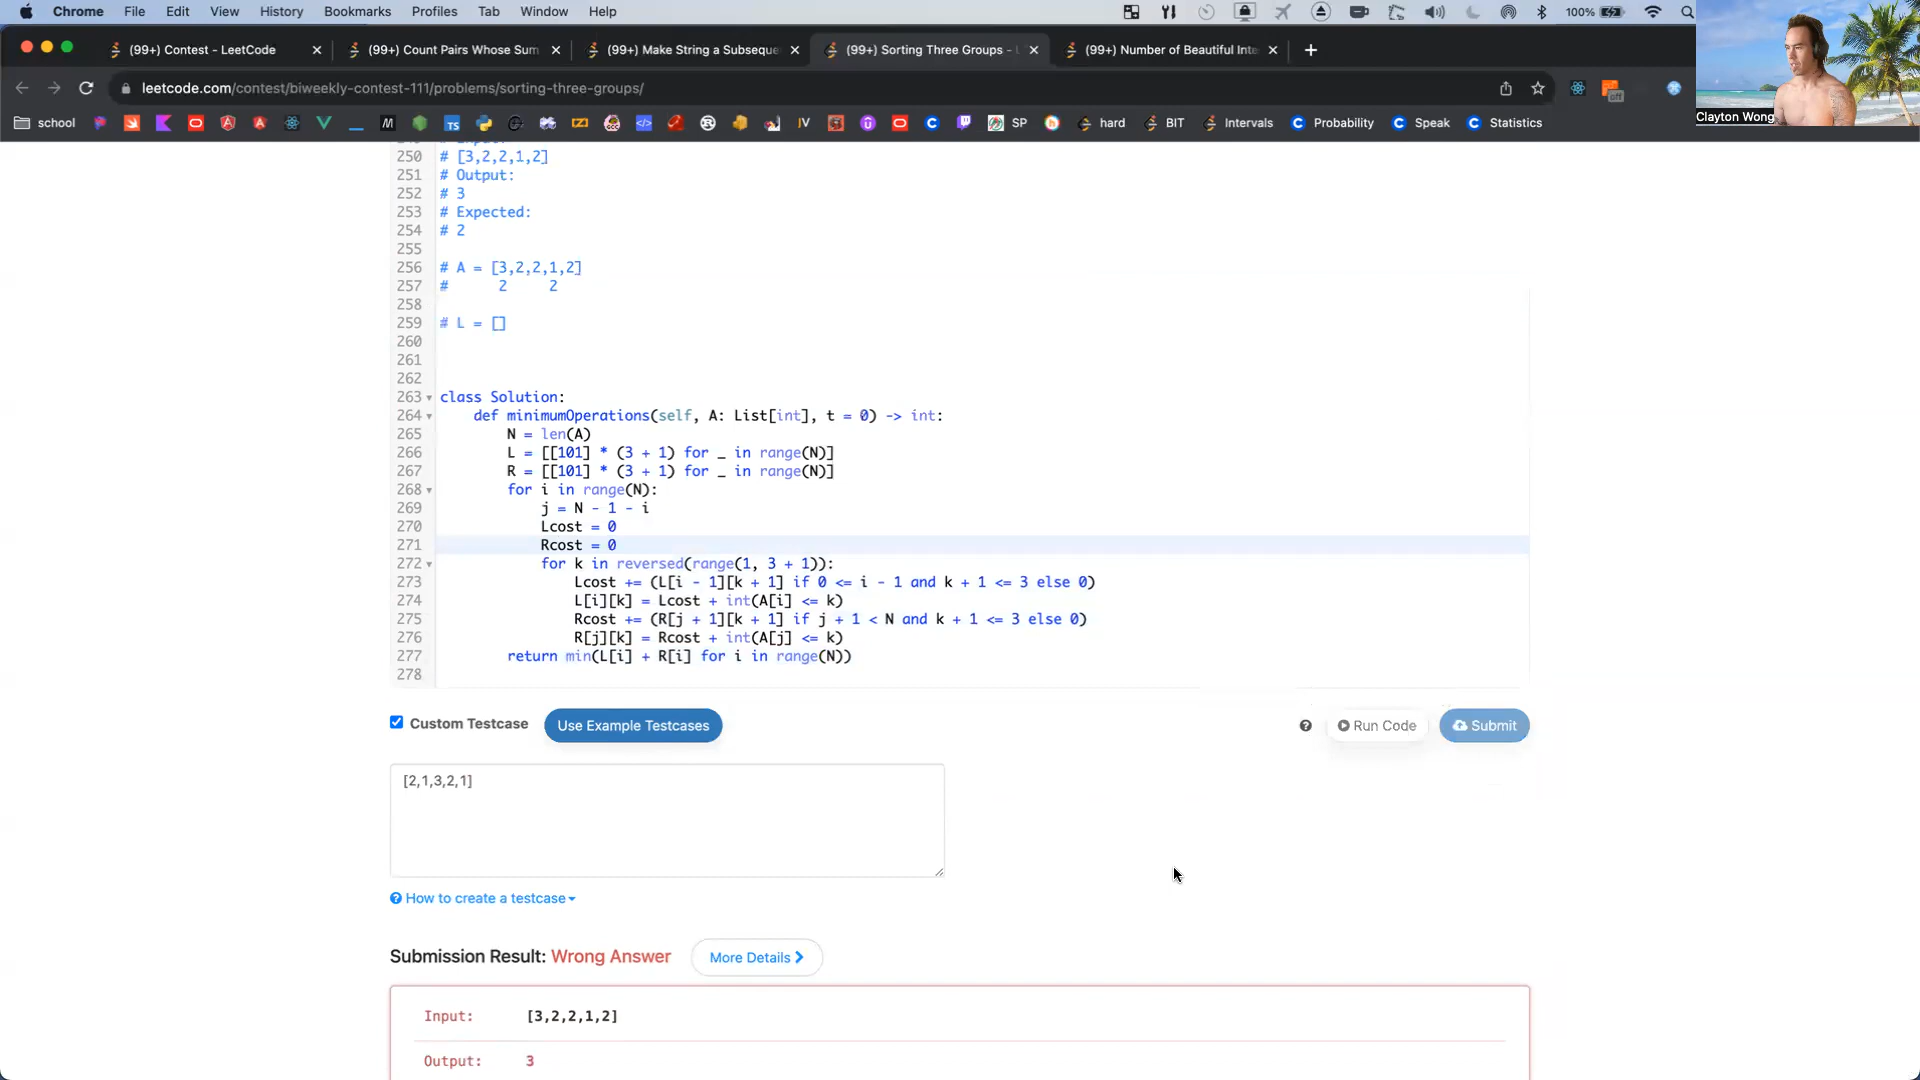 Chrome File Edit View History Bookmarks Profiles Tab Window Help 100%
(99+) Contest - LeetCode (99+) Count Pairs Whose Sum (99+) Make String a Subseque (99+) Sorting Three Groups - (99+) Number of Beautiful Inte
leetcode.com/contest/biweekly-contest-111/problems/sorting-three-groups/
off
Clayton Wong
school TS IV SP hard BIT Intervals Probability Speak Statistics
250 # [3,2,2,1,2]
251 # Output:
252 # 3
253 # Expected:
254 # 2
255
256 # A = [3,2,2,1,2]
257 #      2     2
258
259 # L = []
260
261
262
263 class Solution:
264     def minimumOperations(self, A: List[int], t = 0) -> int:
265         N = len(A)
266         L = [[101] * (3 + 1) for _ in range(N)]
267         R = [[101] * (3 + 1) for _ in range(N)]
268         for i in range(N):
269             j = N - 1 - i
270             Lcost = 0
271             Rcost = 0
272             for k in reversed(range(1, 3 + 1)):
273                 Lcost += (L[i - 1][k + 1] if 0 <= i - 1 and k + 1 <= 3 else 0)
274                 L[i][k] = Lcost + int(A[i] <= k)
275                 Rcost += (R[j + 1][k + 1] if j + 1 < N and k + 1 <= 3 else 0)
276                 R[j][k] = Rcost + int(A[j] <= k)
277         return min(L[i] + R[i] for i in range(N))
278
Custom Testcase Use Example Testcases ? Run Code Submit
[2,1,3,2,1]
How to create a testcase
Submission Result: Wrong Answer More Details
Input: [3,2,2,1,2]
Output: 3